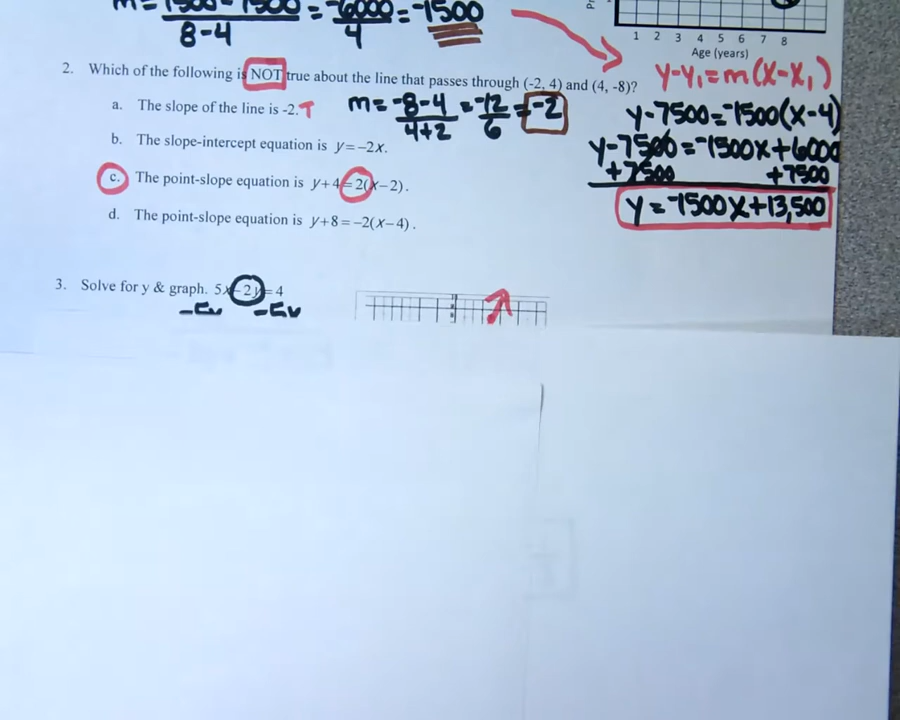 8-4 = -6000/4 = -1500
1 2 3 4 5 6 7 8
Age (years)
2. Which of the following is NOT true about the line that passes through (-2, 4) and (4, -8)?
y-y₁=m(x-x₁)
a. The slope of the line is -2. T
m=-8-4/4+2=-12/6=-2
y-7500=-1500(x-4)
b. The slope-intercept equation is y=-2x.
y-7500=-1500x+6000
+7500 +7500
c. The point-slope equation is y+4=2(x-2).
y=-1500x+13,500
d. The point-slope equation is y+8=-2(x-4).
3. Solve for y & graph. 5x-2y=4